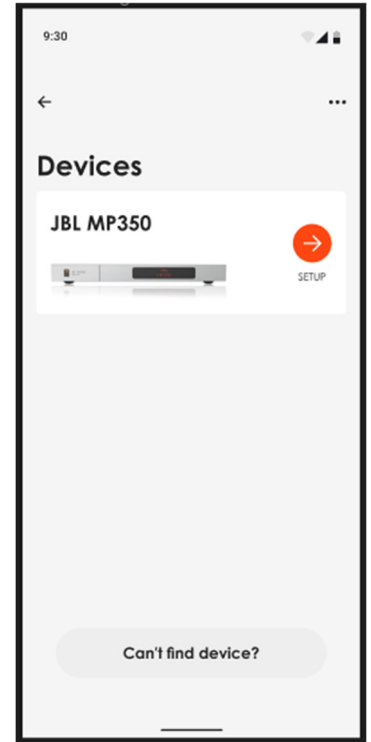 9:30
Devices
JBL MP350
SETUP
Can't find device?